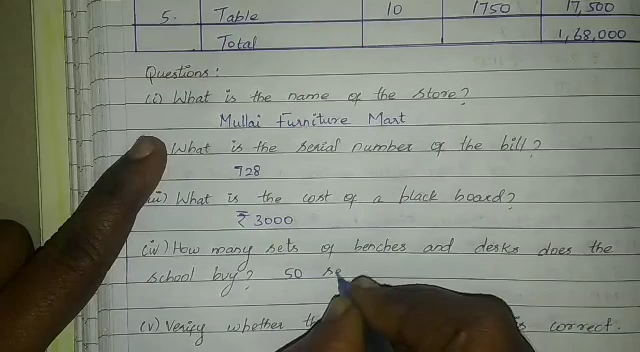 5. Table 10 1750 17,500
Total 1,68,000
Questions:
(i) What is the name of the store?
Mullai Furniture Mart
What is the serial number of the bill?
728
What is the cost of a black board?
₹ 3000
(iv) How many sets of benches and desks does the
school buy? 50 se
(v) Verify whether correct.